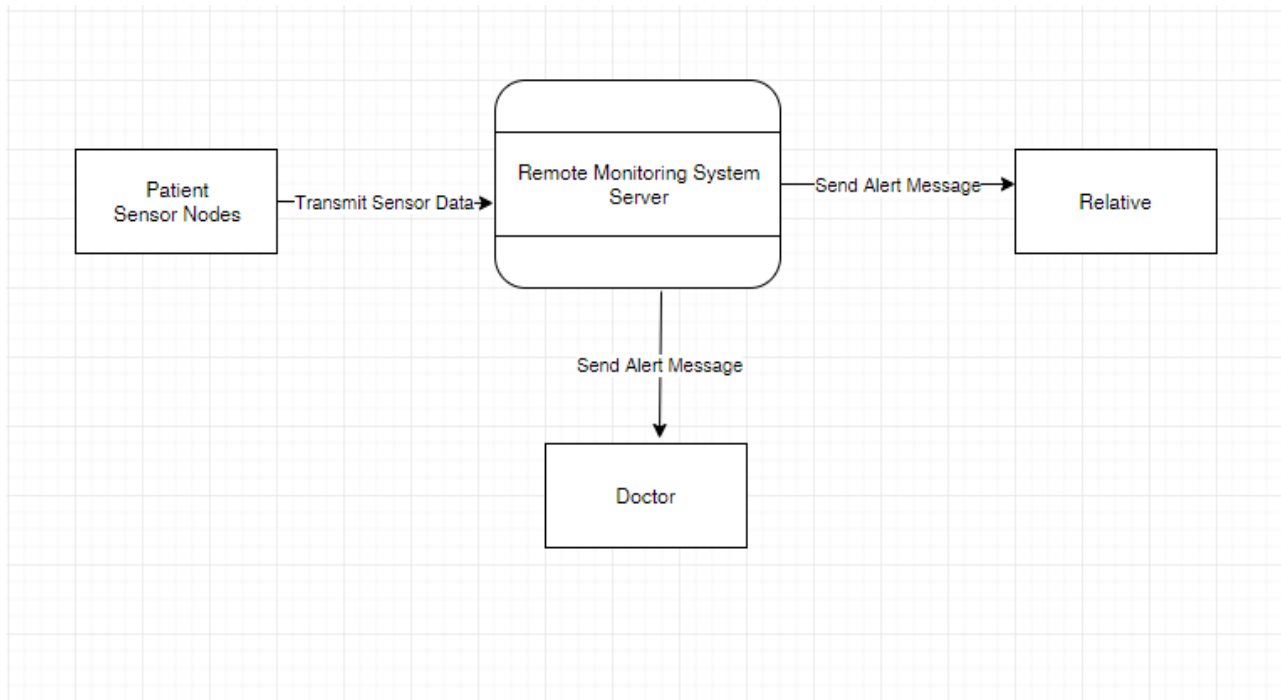 Patient
Sensor Nodes
Transmit Sensor Data
Remote Monitoring System
Server
Send Alert Message
Relative
Send Alert Message
Doctor